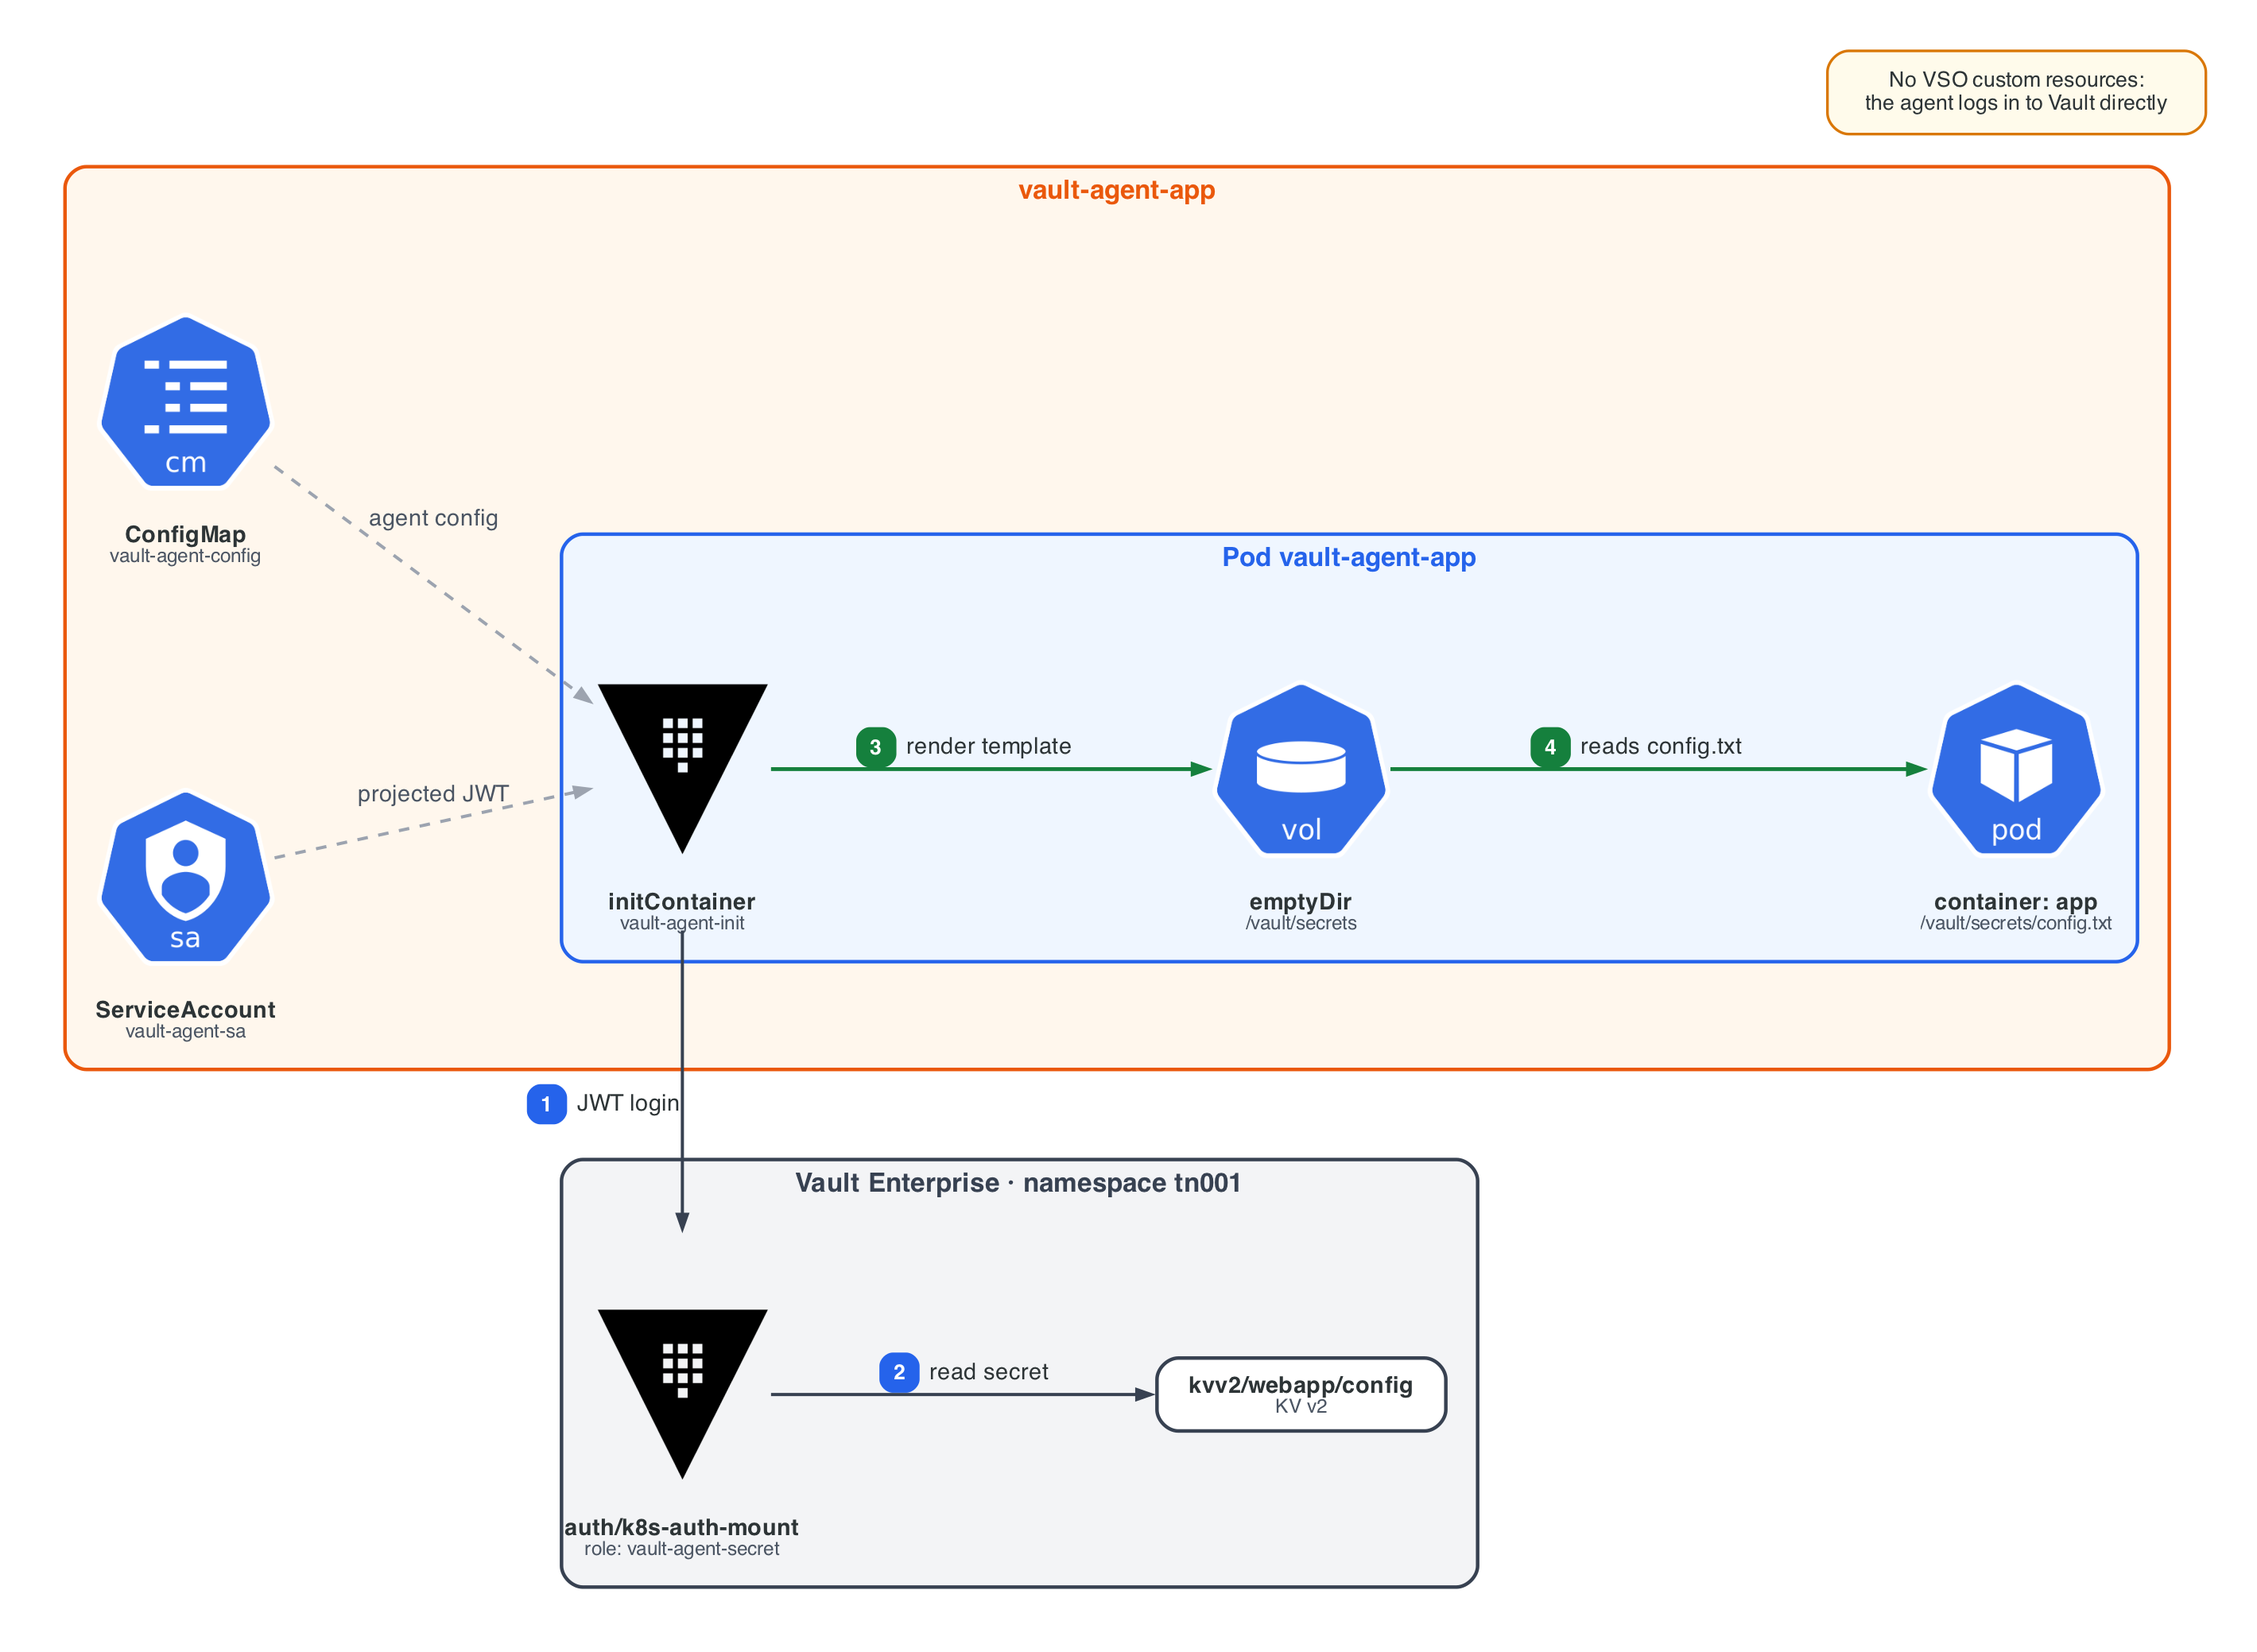 No VSO custom resources:
the agent logs in to Vault directly
vault-agent-app
cm
ConfigMap
vault-agent-config
agent config
Pod vault-agent-app
projected JWT
sa
ServiceAccount
vault-agent-sa
initContainer
vault-agent-init
3 render template
vol
emptyDir
/vault/secrets
4 reads config.txt
pod
container: app
/vault/secrets/config.txt
1 JWT login
Vault Enterprise · namespace tn001
auth/k8s-auth-mount
role: vault-agent-secret
2 read secret
kvv2/webapp/config
KV v2